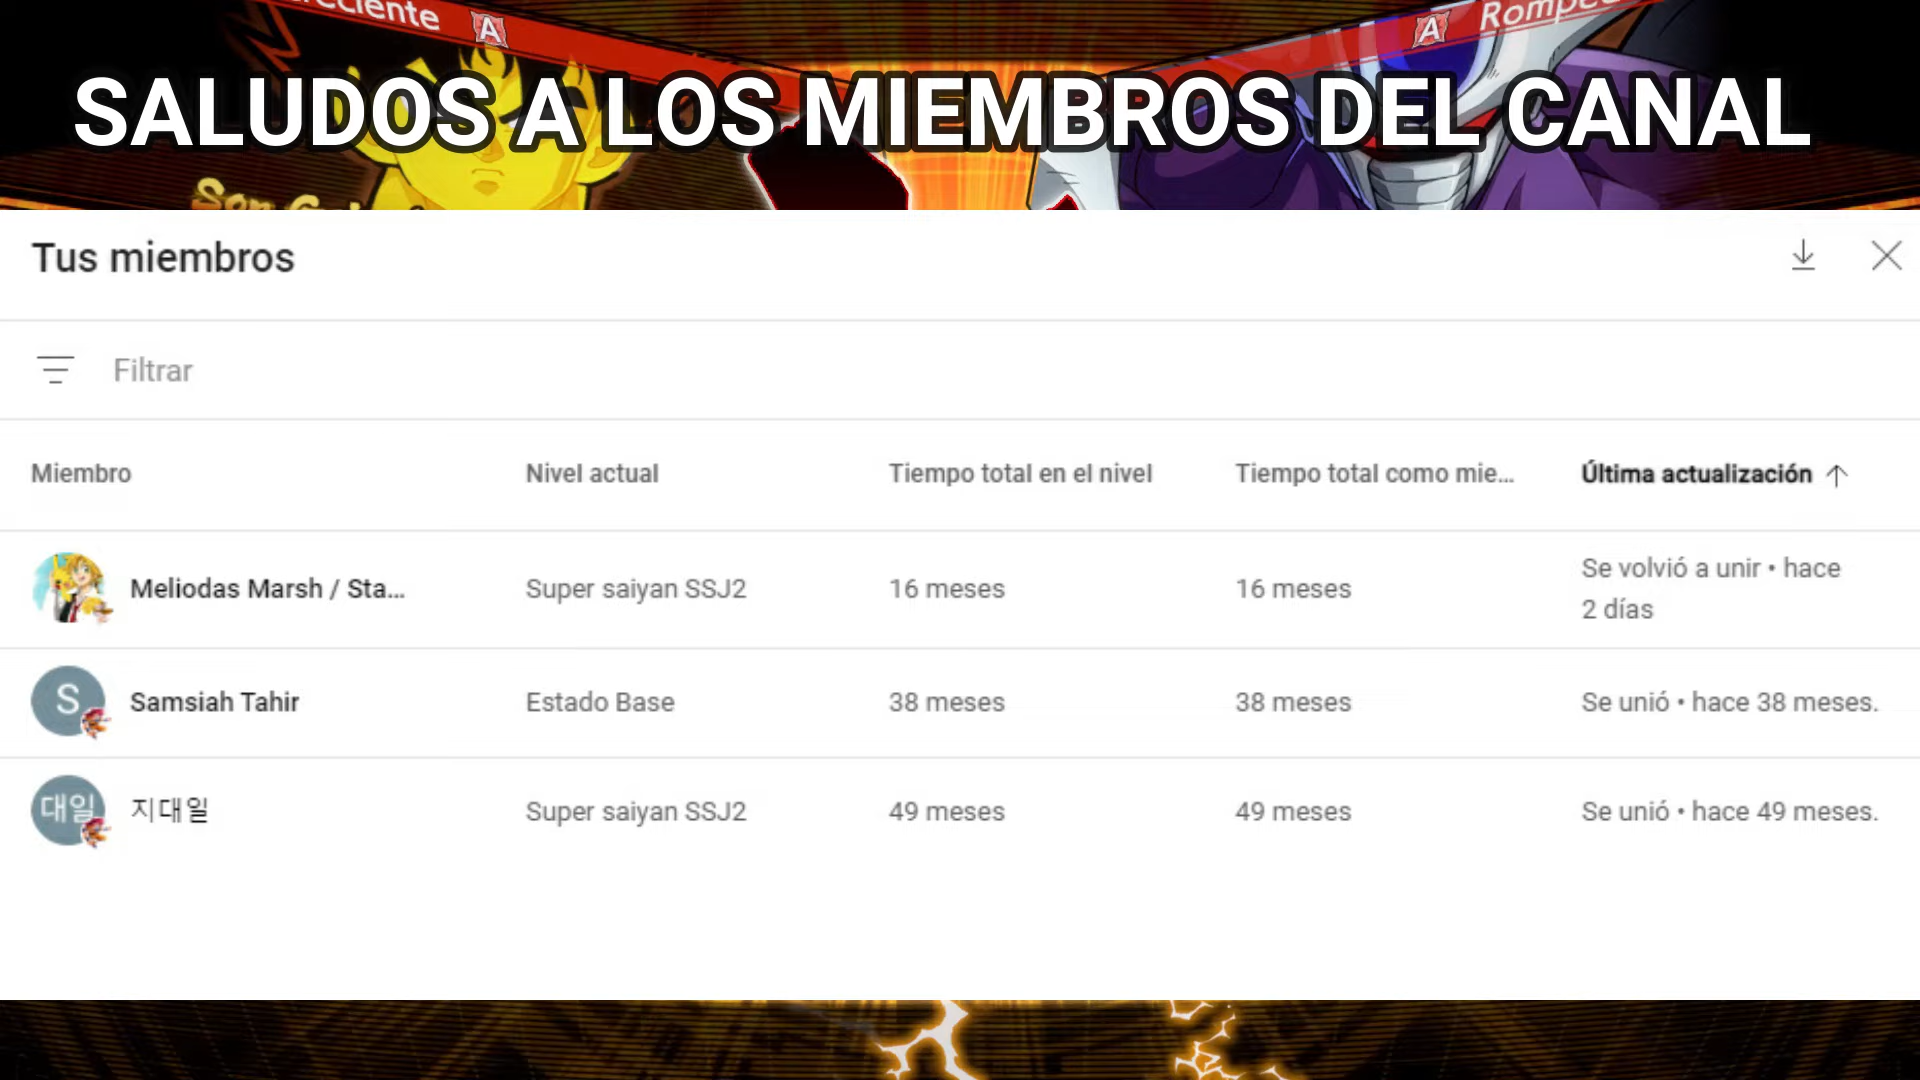 A
A
SALUDOS A LOS MIEMBROS DEL CANAL
Son
Tus miembros
Filtrar
Miembro Nivel actual Tiempo total en el nivel Tiempo total como mie... Última actualización
Meliodas Marsh / Sta... Super saiyan SSJ2 16 meses 16 meses Se volvió a unir • hace
2 días
S Samsiah Tahir Estado Base 38 meses 38 meses Se unió • hace 38 meses.
대일 지대일 Super saiyan SSJ2 49 meses 49 meses Se unió • hace 49 meses.